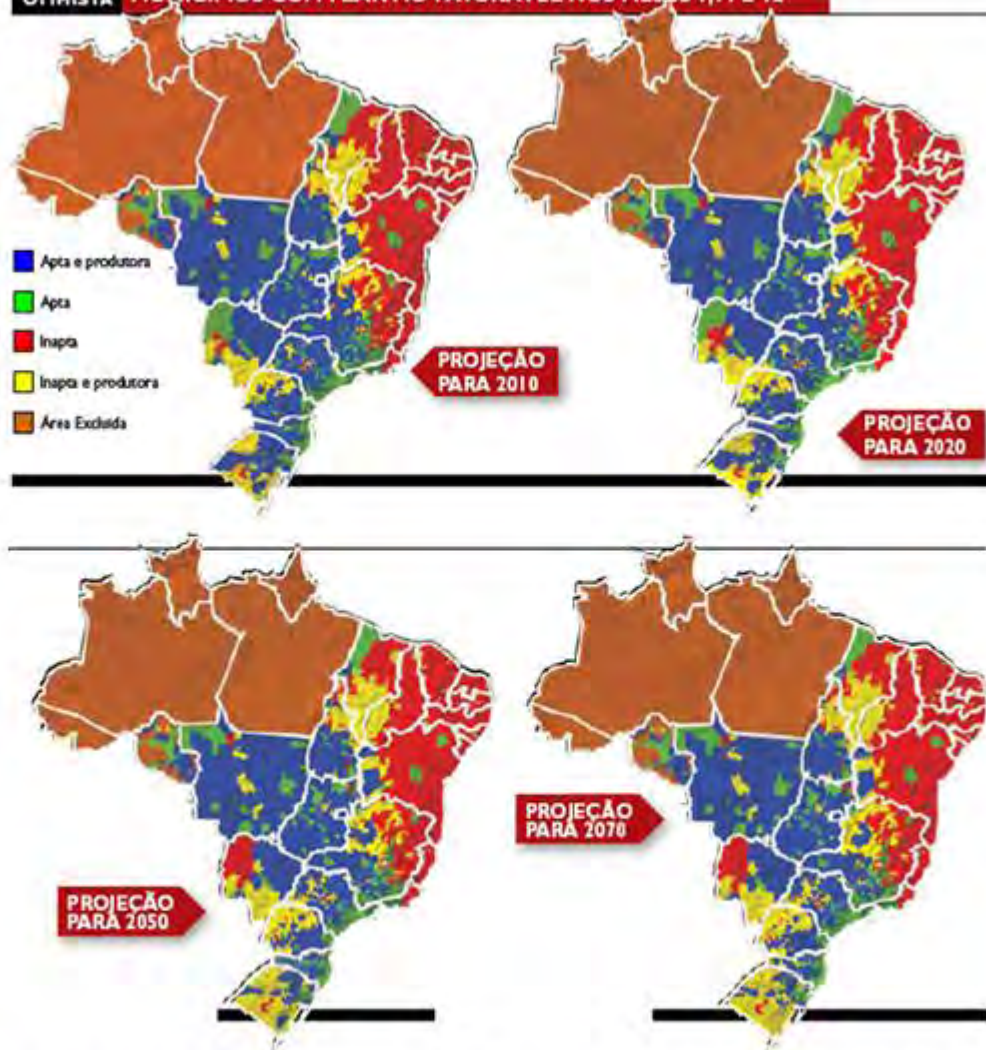 OTIMISTA
Apta e produtora
Apta
Inapta
Inapta e produtora
Área Excluída
PROJEÇÃO
PARA 2010
PROJEÇÃO
PARA 2020
PROJEÇÃO
PARA 2070
PROJEÇÃO
PARA 2050